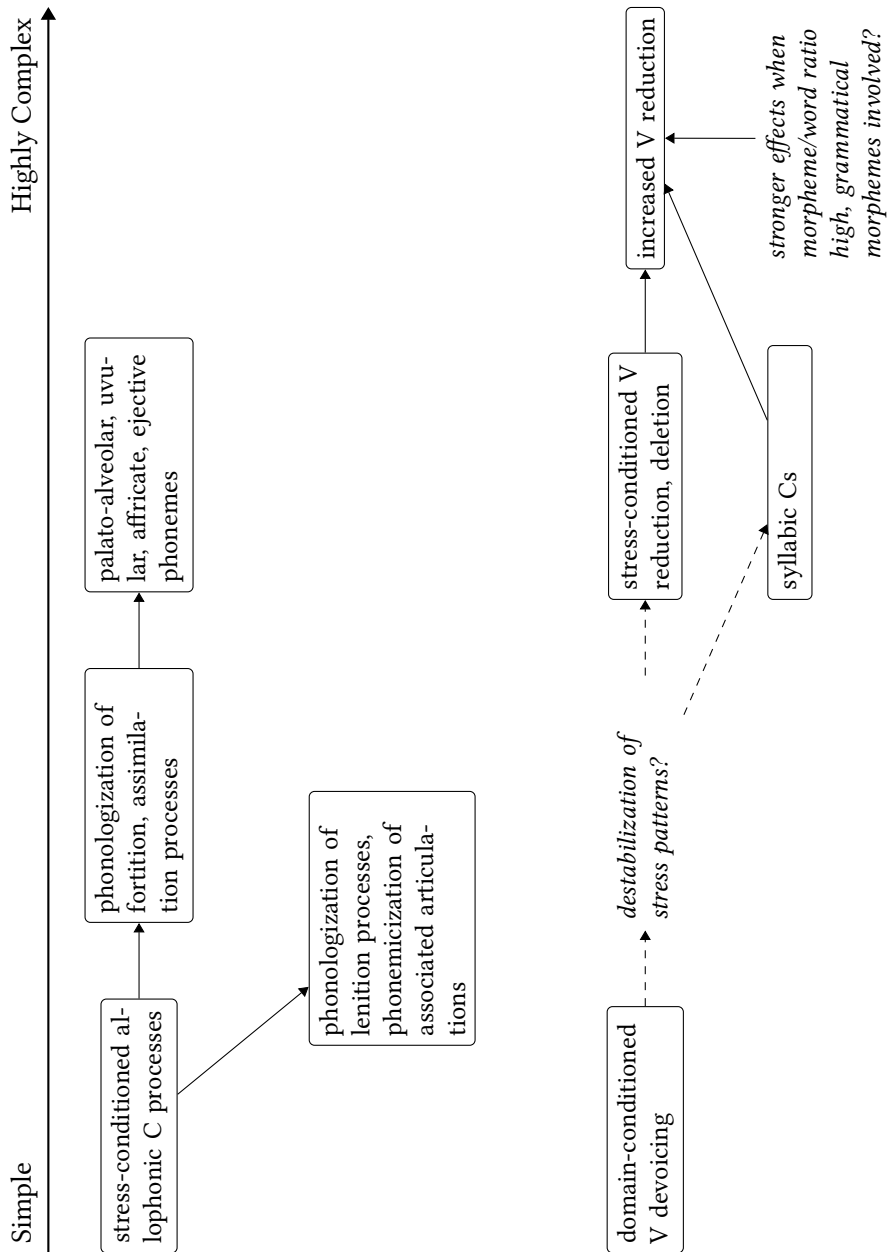 Simple
Highly Complex
stress-conditioned al-
lophonic C processes
phonologization of
fortition, assimila-
tion processes
palato-alveolar, uvu-
lar, affricate, ejective
phonemes
phonologization of
lenition processes,
phonemicization of
associated articula-
tions
domain-conditioned
V devoicing
destabilization of
stress patterns?
stress-conditioned V
reduction, deletion
increased V reduction
syllabic Cs
stronger effects when
morpheme/word ratio
high, grammatical
morphemes involved?